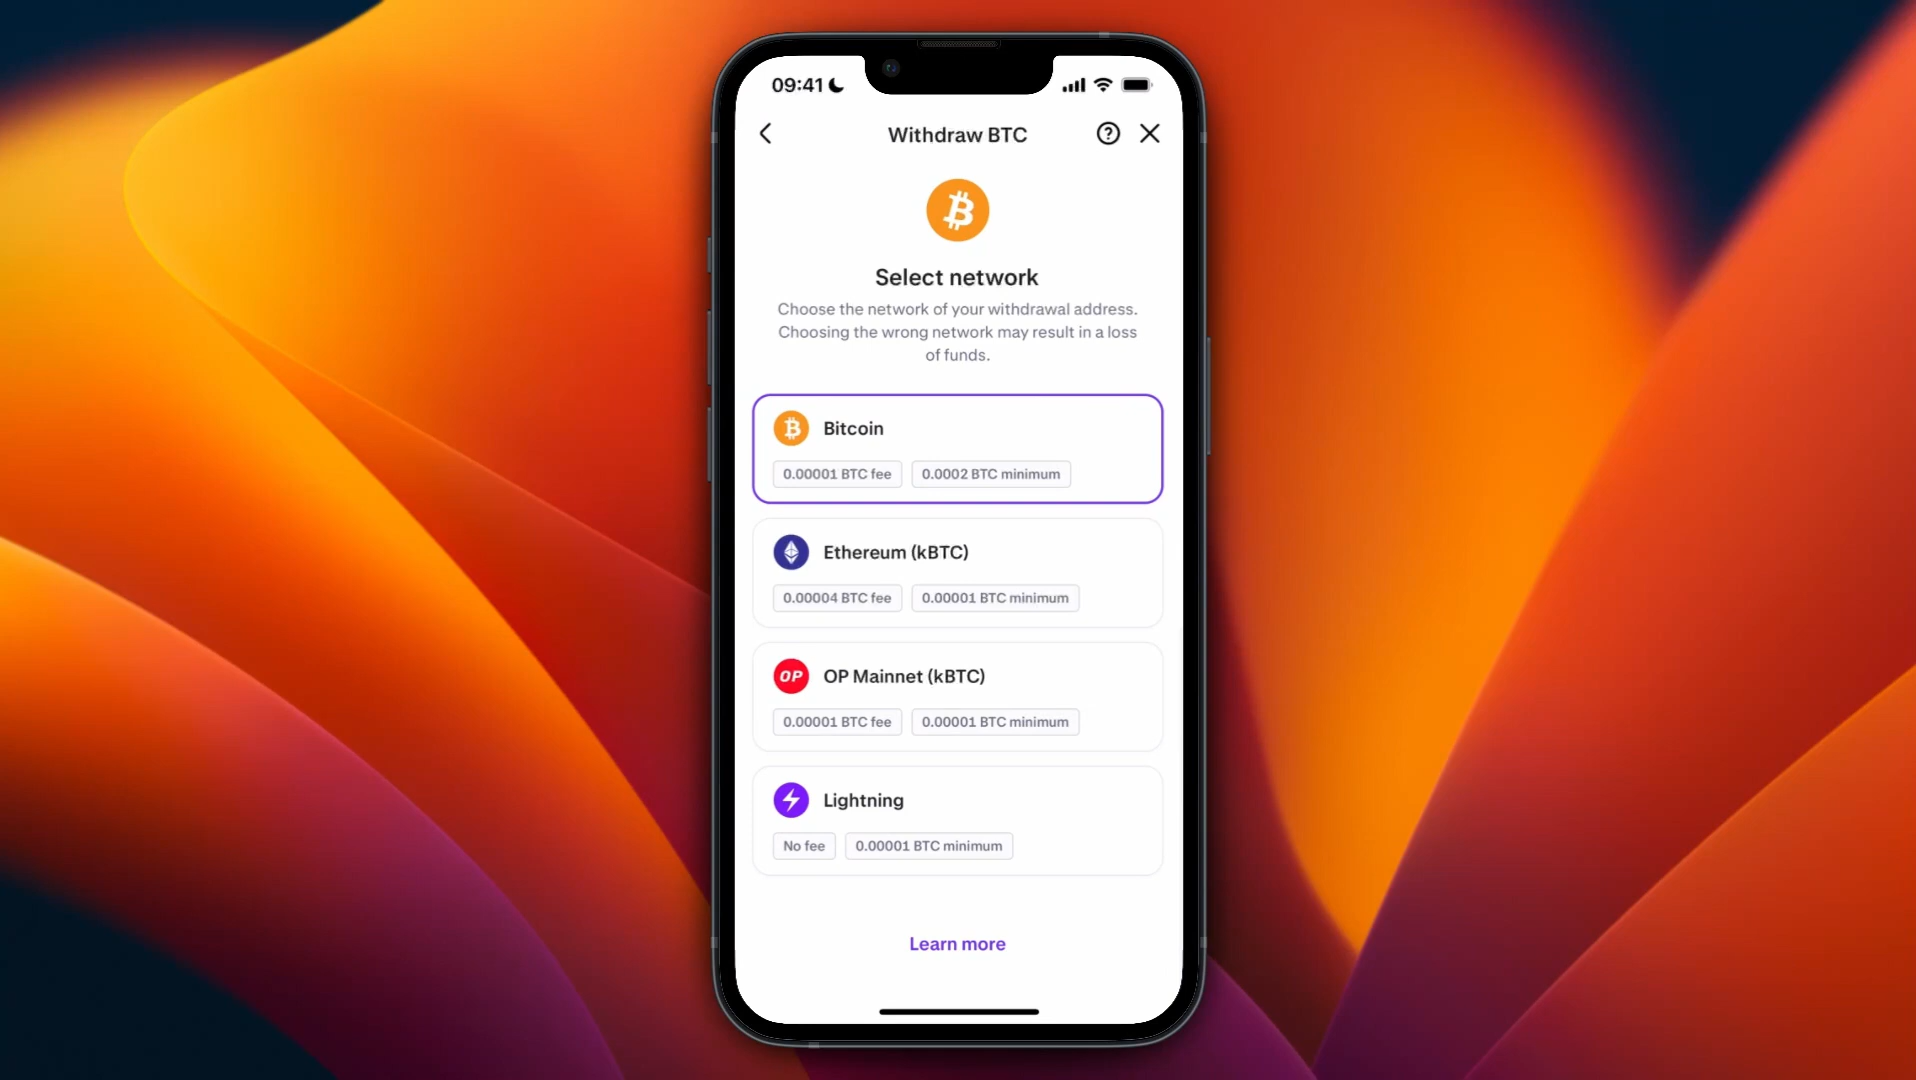 09:41
Withdraw BTC
Select network
Choose the network of your withdrawal address.
Choosing the wrong network may result in a loss
of funds.
Bitcoin
0.00001 BTC fee
0.0002 BTC minimum
Ethereum (kBTC)
0.00004 BTC fee
0.00001 BTC minimum
OP
OP Mainnet (kBTC)
0.00001 BTC fee
0.00001 BTC minimum
Lightning
No fee
0.00001 BTC minimum
Learn more